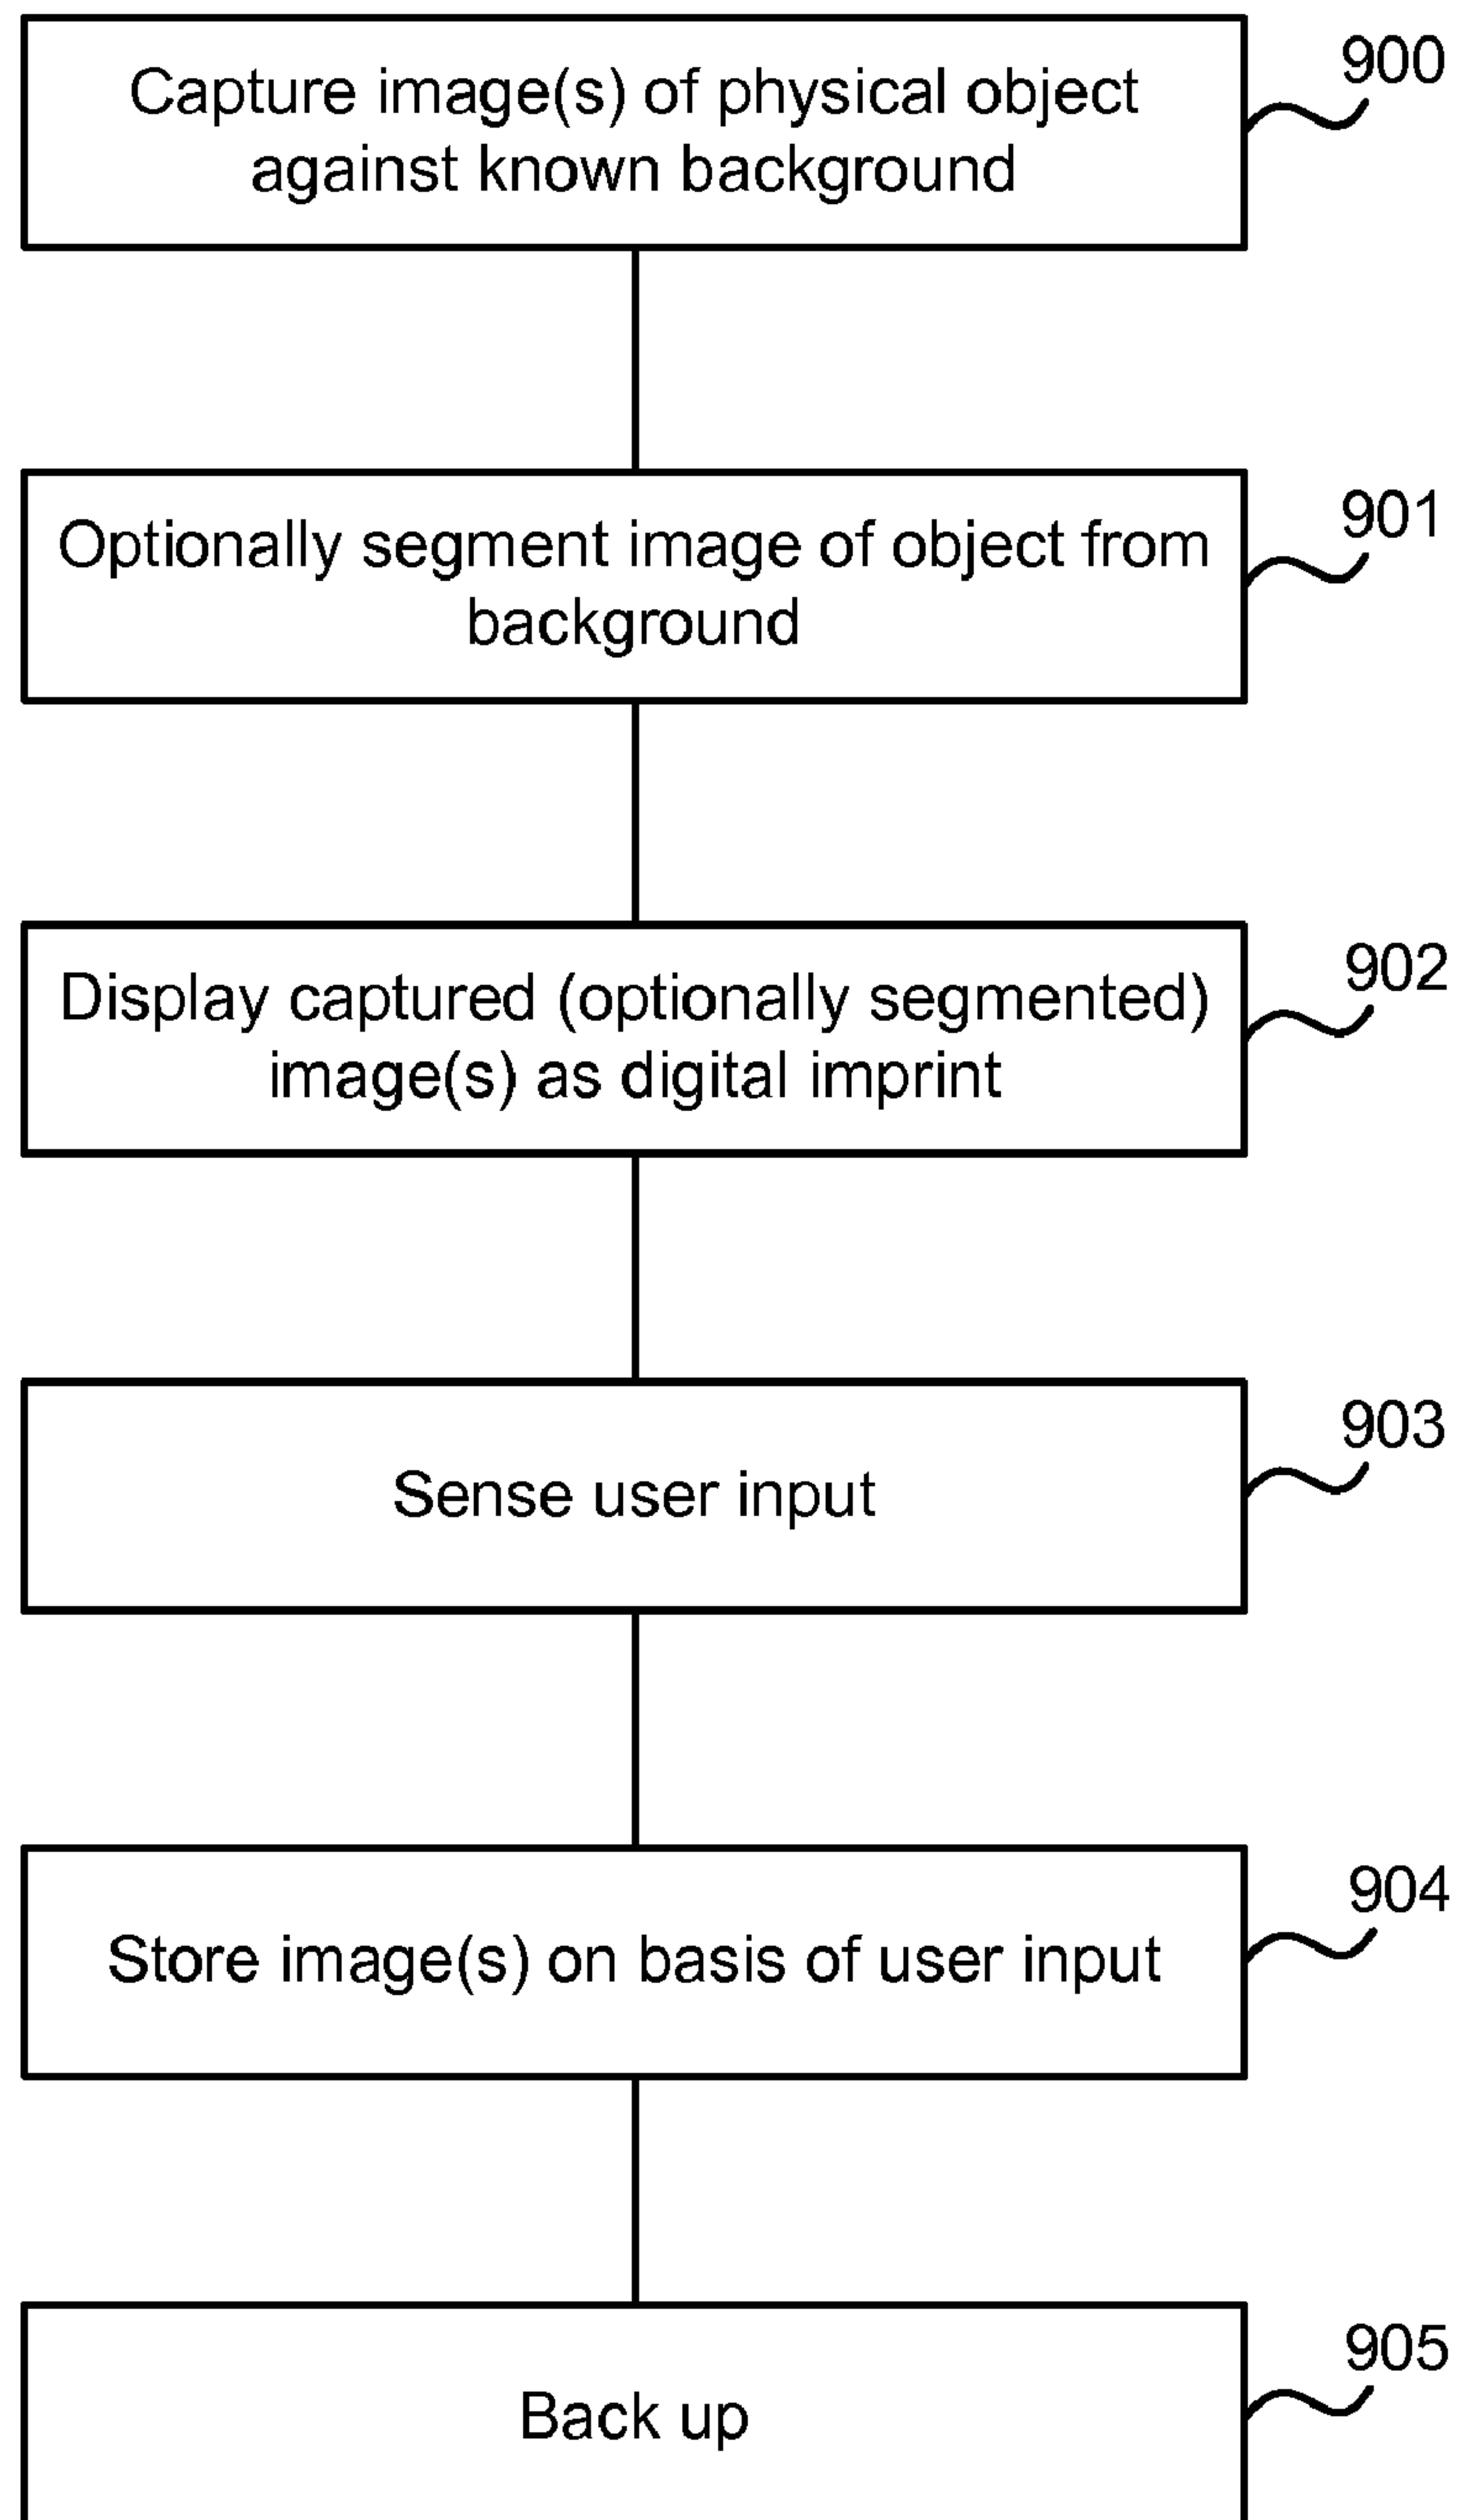 Capture image(s) of physical object
against known background
900
Optionally segment image of object from
background
901
Display captured (optionally segmented)
image(s) as digital imprint
902
Sense user input
903
Store image(s) on basis of user input
904
Back up
905